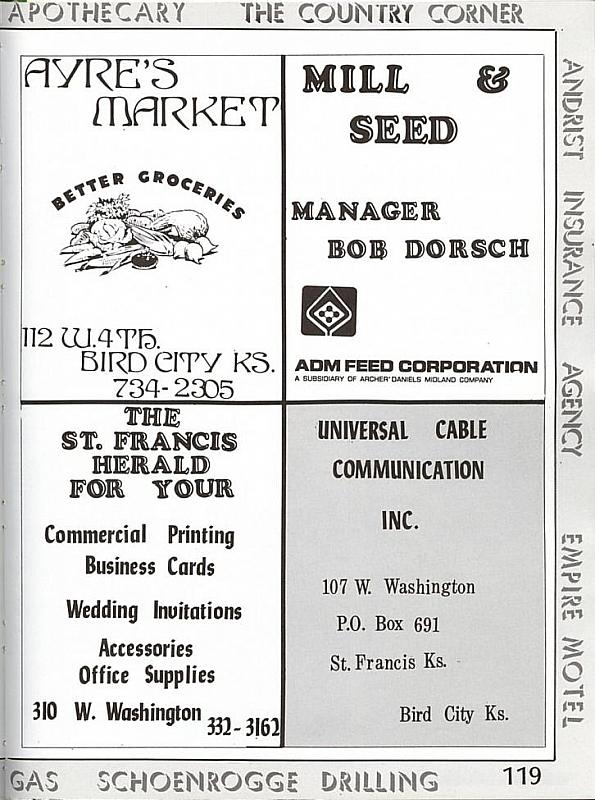 APOTHECARY THE COUNTRY CORNER
AYRE'S
MARKET
BETTER GROCERIES
112 W. 4TH.
BIRD CITY KS.
734-2305
MILL &
SEED
MANAGER
BOB DORSCH
ADM FEED CORPORATION
A SUBSIDIARY OF ARCHER DANIELS MIDLAND COMPANY
THE
ST. FRANCIS
HERALD
FOR YOUR
Commercial Printing
Business Cards
Wedding Invitations
Accessories
Office Supplies
310 W. Washington
332-3162
UNIVERSAL CABLE
COMMUNICATION
INC.
107 W. Washington
P.O. Box 691
St. Francis Ks.
Bird City Ks.
ANDRIST INSURANCE AGENCY EMPIRE MOTEL
GAS SCHOENROGGE DRILLING
119